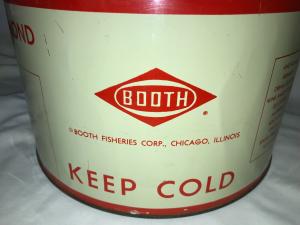 OND
BOOTH
®
© BOOTH FISHERIES CORP., CHICAGO, ILLINOIS
KEEP COLD